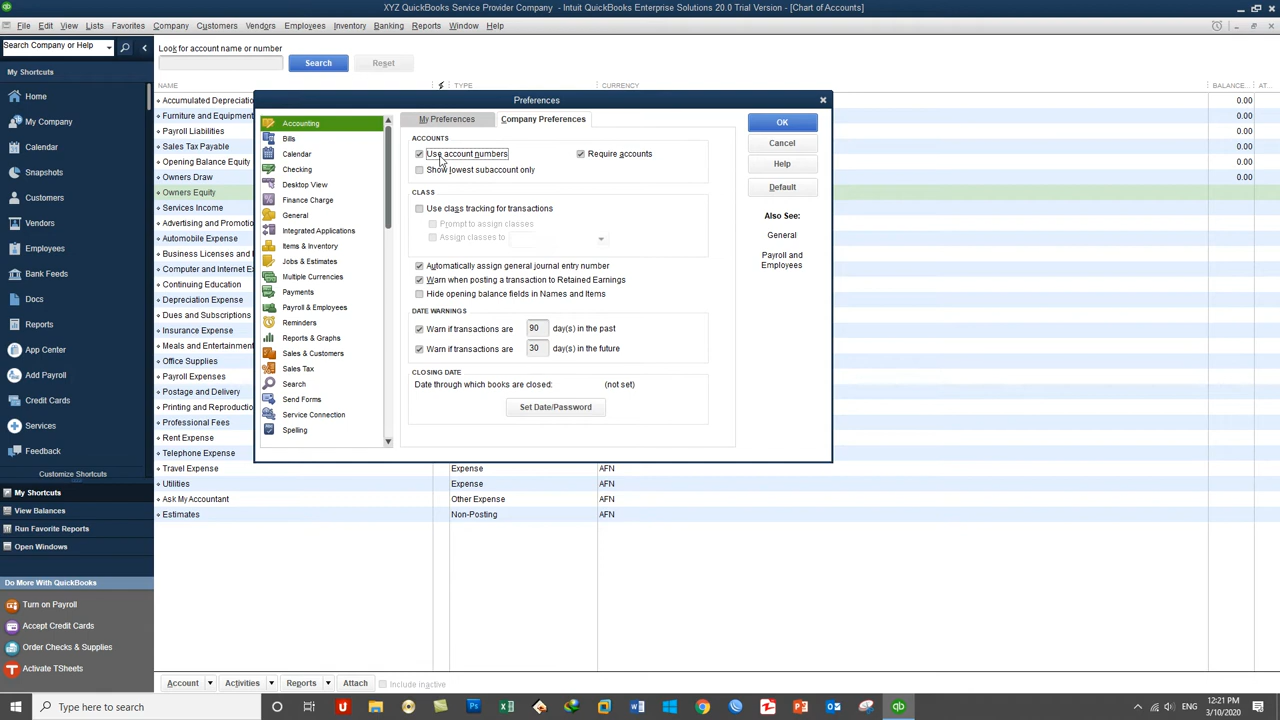 XYZ QuickBooks Service Provider Company - Intuit QuickBooks Enterprise Solutions 20.0 Trial Version - [Chart of Accounts]
File Edit View Lists Favorites Company Customers Vendors Employees Inventory Banking Reports Window Help
Search Company or Help
Look for account name or number
Search Reset
My Shortcuts
Home
My Company
Calendar
Snapshots
Customers
Vendors
Employees
Bank Feeds
Docs
Reports
App Center
Add Payroll
Credit Cards
Services
Feedback
Customize Shortcuts
My Shortcuts
View Balances
Run Favorite Reports
Open Windows
Do More With QuickBooks
Turn on Payroll
Accept Credit Cards
Order Checks & Supplies
Activate TSheets
NAME TYPE CURRENCY BALANCE... AT...
Accumulated Depreciatio 0.00
Furniture and Equipment 0.00
Payroll Liabilities 0.00
Sales Tax Payable 0.00
Opening Balance Equity 0.00
Owners Draw 0.00
Owners Equity
Services Income
Advertising and Promotio
Automobile Expense
Business Licenses and
Computer and Internet E
Continuing Education
Depreciation Expense
Dues and Subscriptions
Insurance Expense
Meals and Entertainment
Office Supplies
Payroll Expenses
Postage and Delivery
Printing and Reproductio
Professional Fees
Rent Expense
Telephone Expense
Travel Expense Expense AFN
Utilities Expense AFN
Ask My Accountant Other Expense AFN
Estimates Non-Posting AFN
Preferences
Accounting
Bills
Calendar
Checking
Desktop View
Finance Charge
General
Integrated Applications
Items & Inventory
Jobs & Estimates
Multiple Currencies
Payments
Payroll & Employees
Reminders
Reports & Graphs
Sales & Customers
Sales Tax
Search
Send Forms
Service Connection
Spelling
My Preferences Company Preferences
ACCOUNTS
Use account numbers Require accounts
Show lowest subaccount only
CLASS
Use class tracking for transactions
Prompt to assign classes
Assign classes to
Automatically assign general journal entry number
Warn when posting a transaction to Retained Earnings
Hide opening balance fields in Names and Items
DATE WARNINGS
Warn if transactions are 90 day(s) in the past
Warn if transactions are 30 day(s) in the future
CLOSING DATE
Date through which books are closed: (not set)
Set Date/Password
OK
Cancel
Help
Default
Also See:
General
Payroll and
Employees
Account Activities Reports Attach Include inactive
Type here to search
12:21 PM
3/10/2020